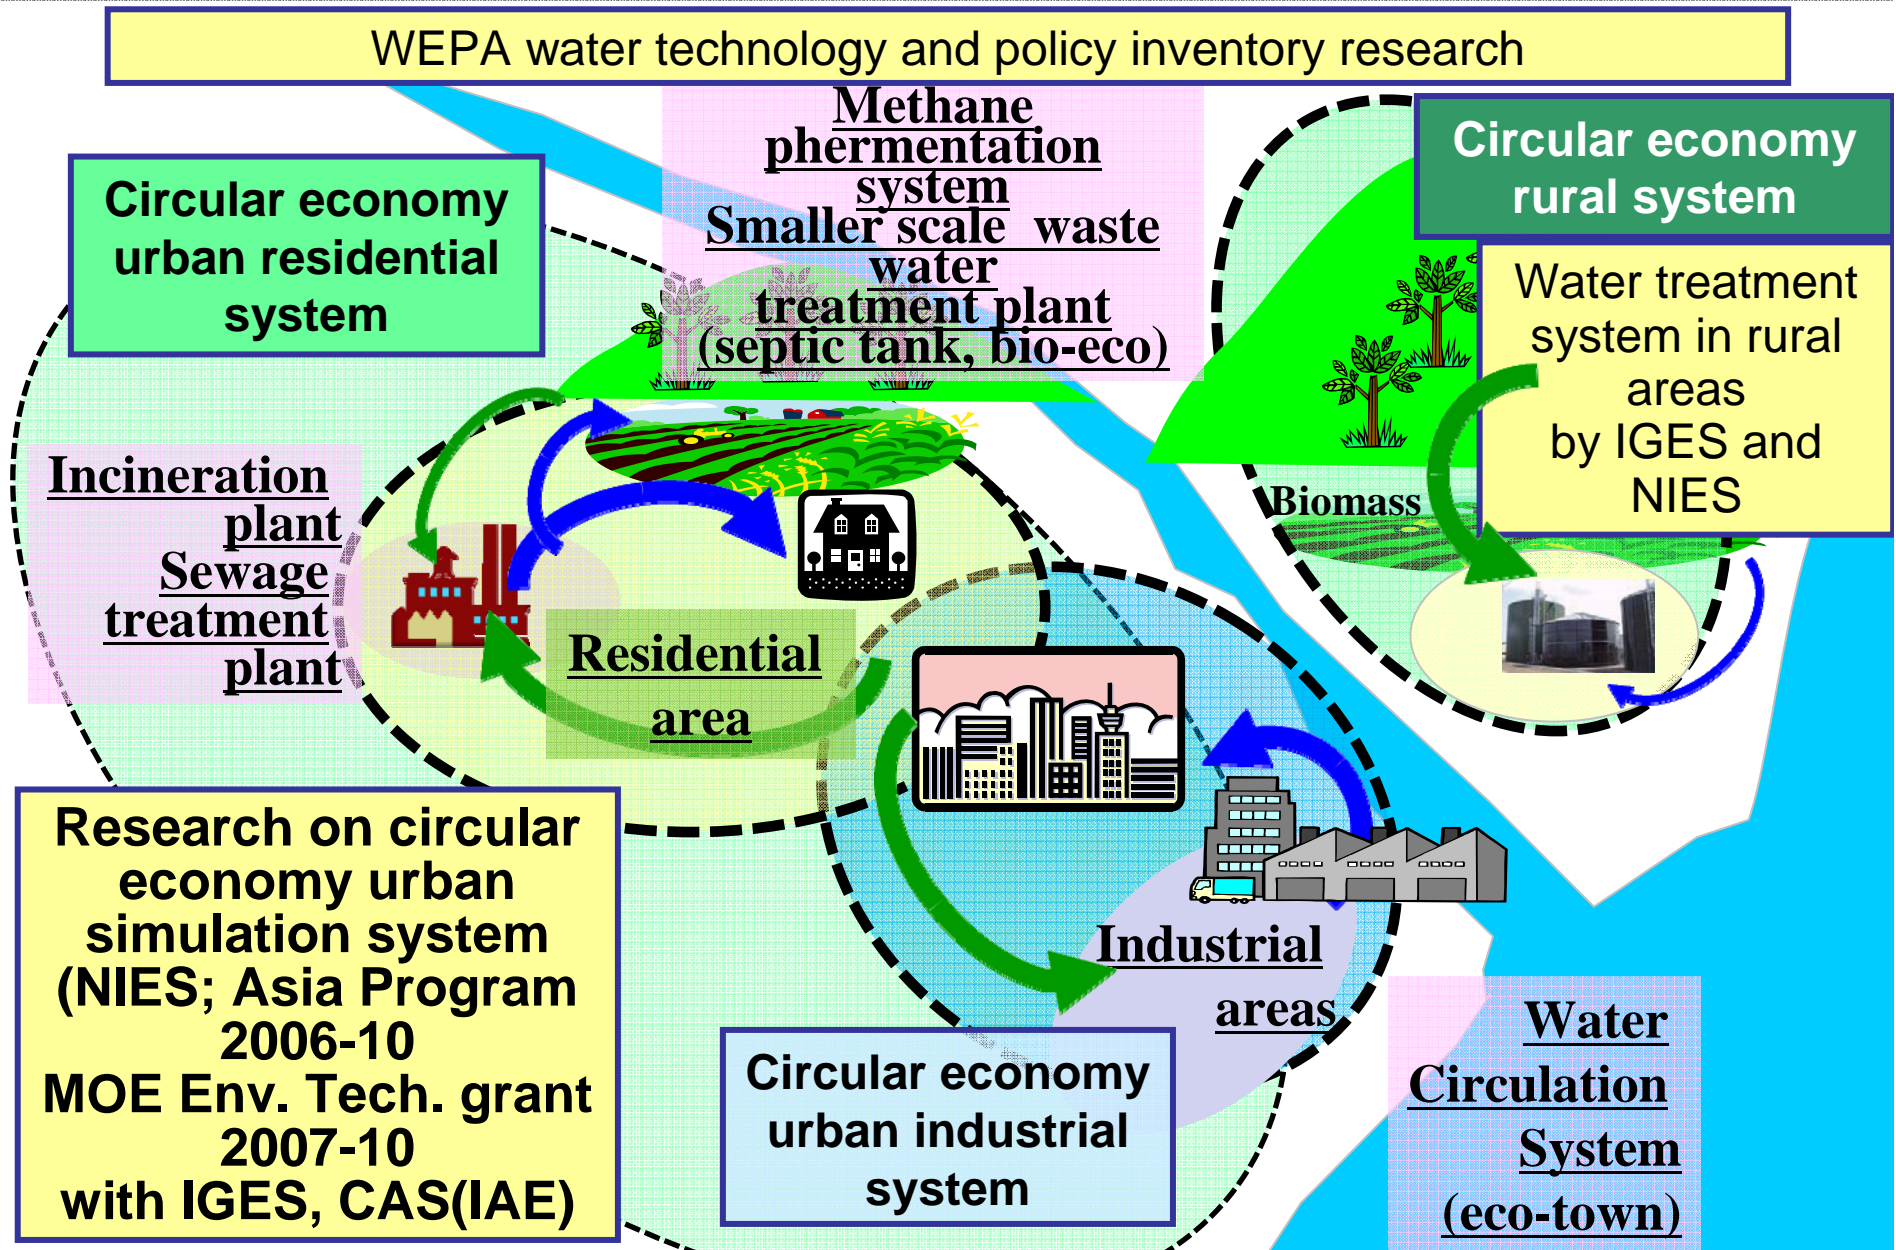 WEPA water technology and policy inventory research
Methane
phermentation
system
Smaller scale waste
water
treatment plant
(septic tank, bio-eco)
Circular economy
rural system
Circular economy
urban residential
system
Water treatment
system in rural
areas
by IGES and
NIES
Incineration
plant
Sewage
treatment
plant
Biomass
Residential
area
Research on circular
economy urban
simulation system
(NIES; Asia Program
2006-10
MOE Env. Tech. grant
2007-10
with IGES, CAS(IAE)
Industrial
areas
Circular economy
urban industrial
system
Water
Circulation
System
(eco-town)